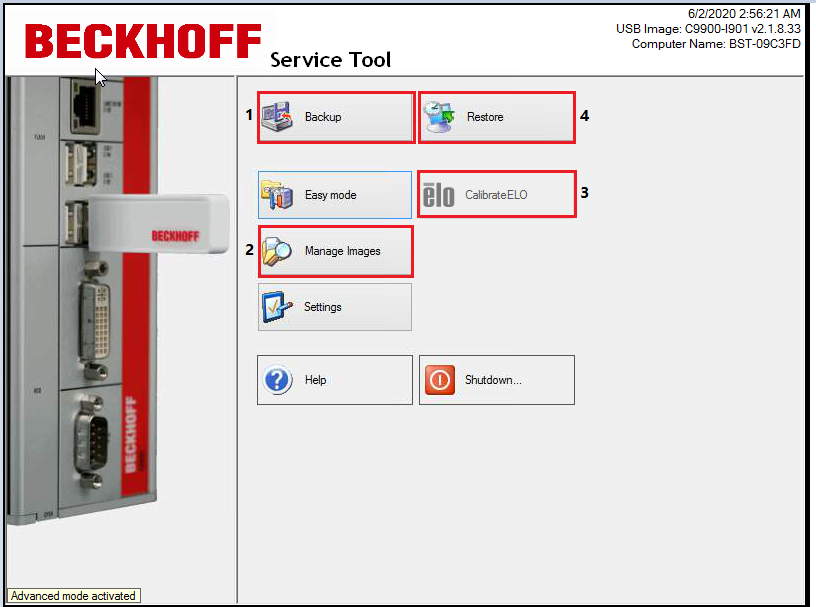 6/2/2020 2:56:21 AM
USB Image: C9900-I901 v2.1.8.33
Computer Name: BST-09C3FD
BECKHOFF
Service Tool
1
Backup
Restore
4
Easy mode
elo
CalibrateELO
3
2
Manage Images
Settings
Help
Shutdown...
BECKHOFF
BECKHOFF
Advanced mode activated